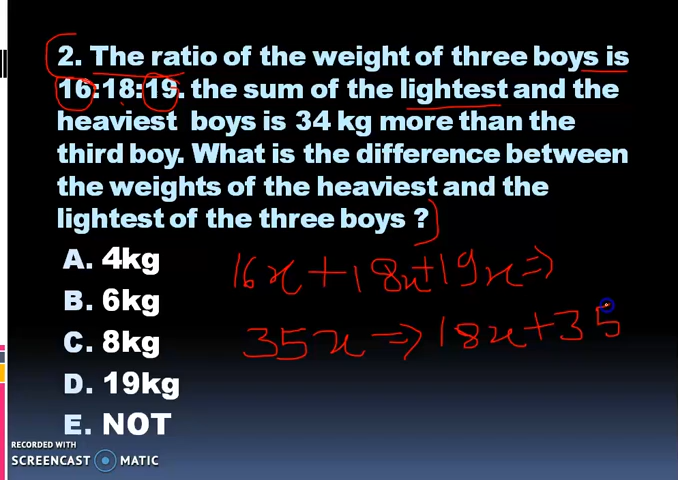 2. The ratio of the weight of three boys is
16:18:19. the sum of the lightest and the
heaviest boys is 34 kg more than the
third boy. What is the difference between
the weights of the heaviest and the
lightest of the three boys ?
A. 4kg
16x + 18x + 19x ⇒
B. 6kg
35x ⇒ 18x + 35
C. 8kg
D. 19kg
E. NOT
RECORDED WITH
SCREENCAST MATIC